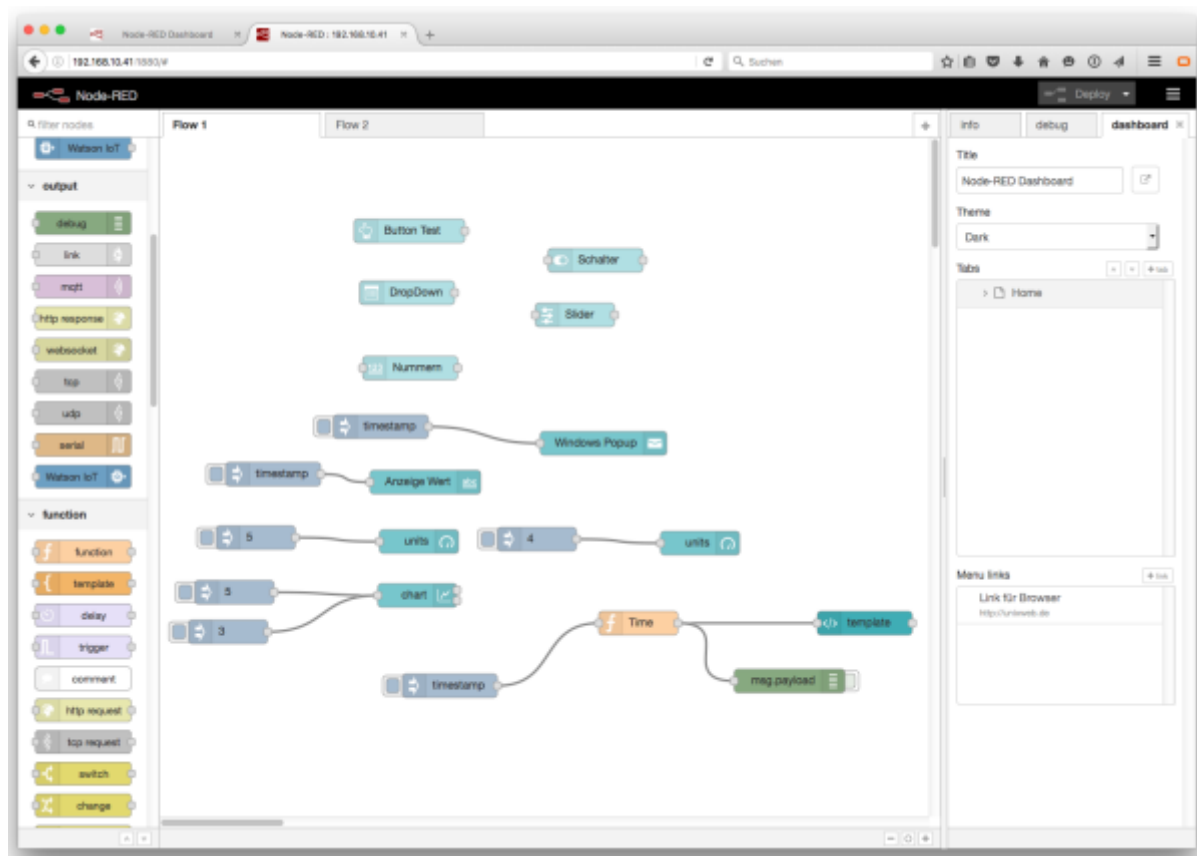 Node-RED Dashboard
Node-RED : 192.168.10.41
192.168.10.41:1880/#
Suchen
Node-RED
Deploy
filter nodes
Watson IoT
output
debug
link
mqtt
http response
websocket
tcp
udp
serial
Watson IoT
function
function
template
delay
trigger
comment
http request
tcp request
switch
change
Flow 1
Flow 2
Button Test
Schalter
DropDown
Slider
Nummern
timestamp
Windows Popup
timestamp
Anzeige Wert
5
units
4
units
5
chart
3
Time
template
timestamp
msg.payload
info
debug
dashboard
Title
Node-RED Dashboard
Theme
Dark
Tabs
+ tab
Home
Menu links
Link für Browser